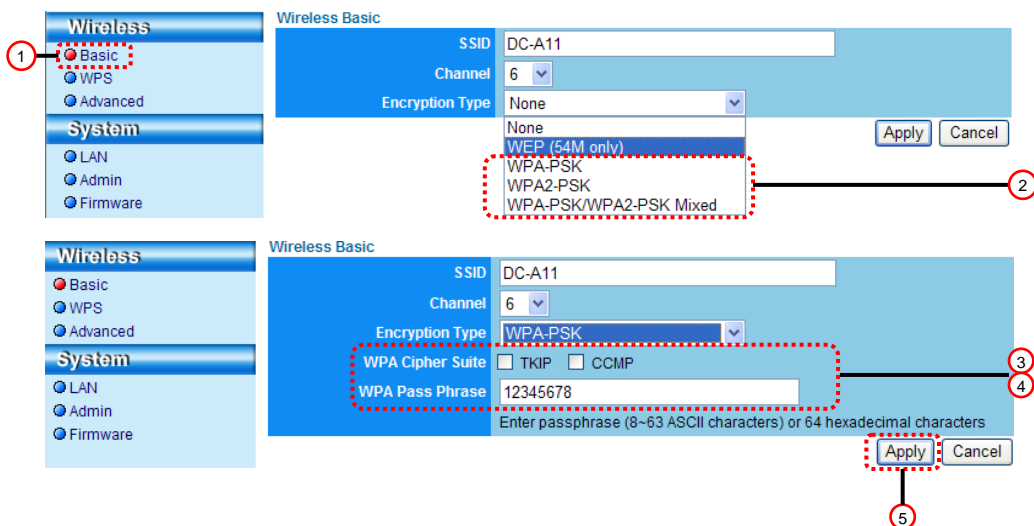 Wireless
Basic
WPS
Advanced
System
LAN
Admin
Firmware
1
Wireless Basic
SSID DC-A11
Channel 6
Encryption Type None
None
WEP (54M only)
WPA-PSK
WPA2-PSK
WPA-PSK/WPA2-PSK Mixed
Apply Cancel
2
Wireless
Basic
WPS
Advanced
System
LAN
Admin
Firmware
Wireless Basic
SSID DC-A11
Channel 6
Encryption Type WPA-PSK
WPA Cipher Suite TKIP CCMP
WPA Pass Phrase 12345678
Enter passphrase (8~63 ASCII characters) or 64 hexadecimal characters
3
4
Apply Cancel
5